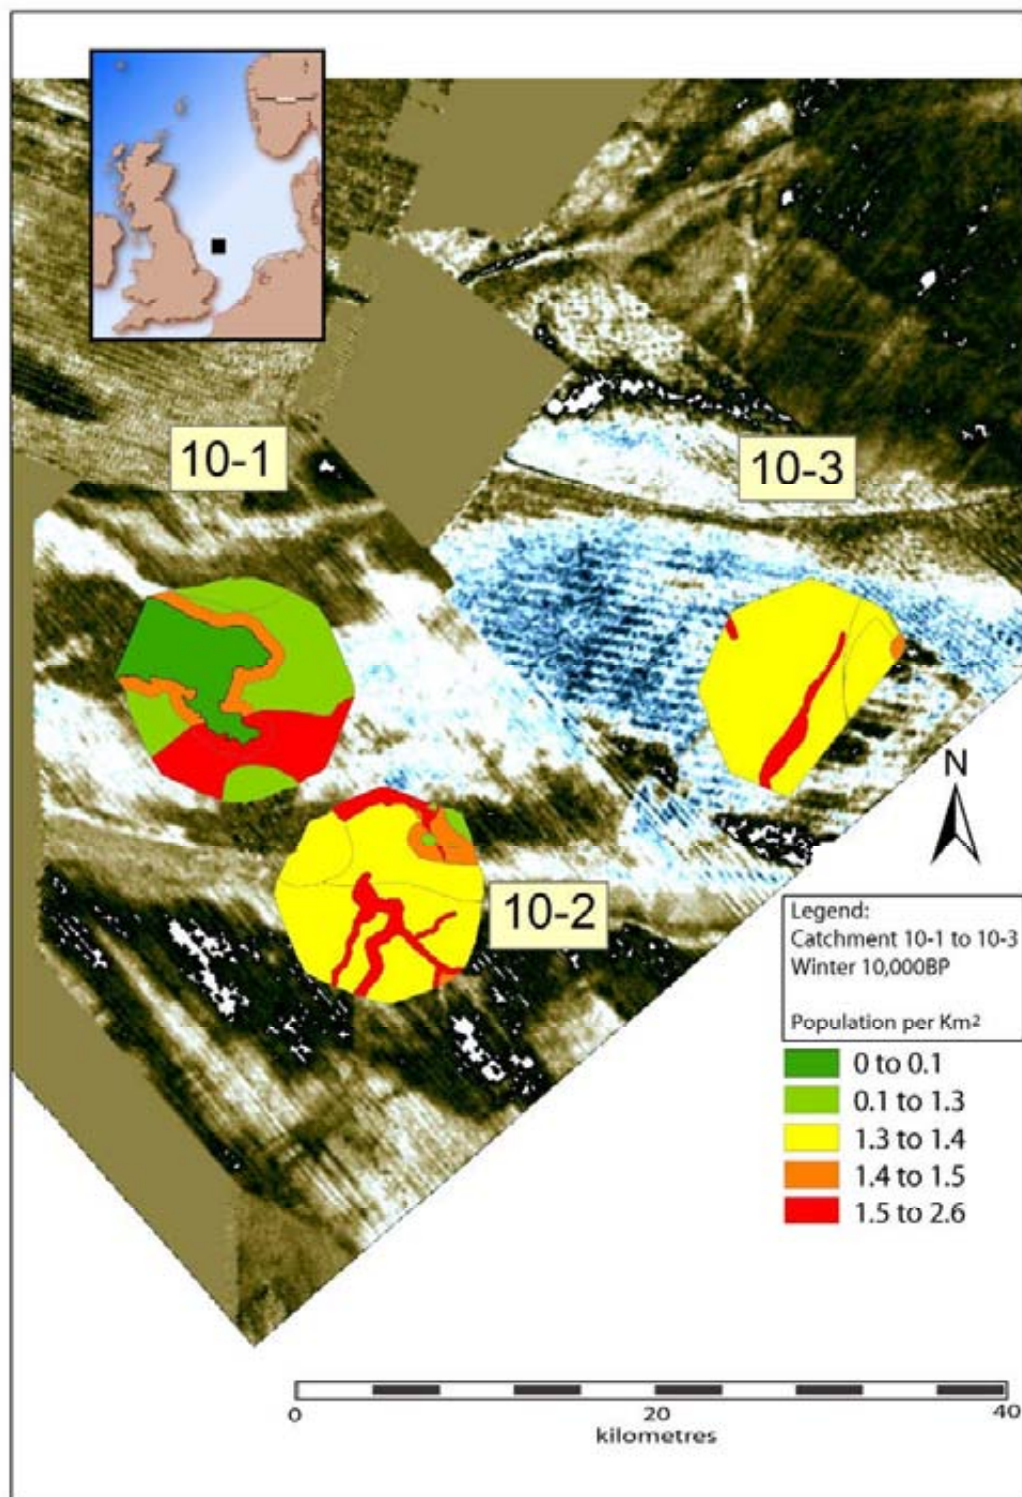 10-1
10-3
10-2
N
Legend:
Catchment 10-1 to 10-3
Winter 10,000BP
Population per Km2
0 to 0.1
0.1 to 1.3
1.3 to 1.4
1.4 to 1.5
1.5 to 2.6
0 20 40
kilometres